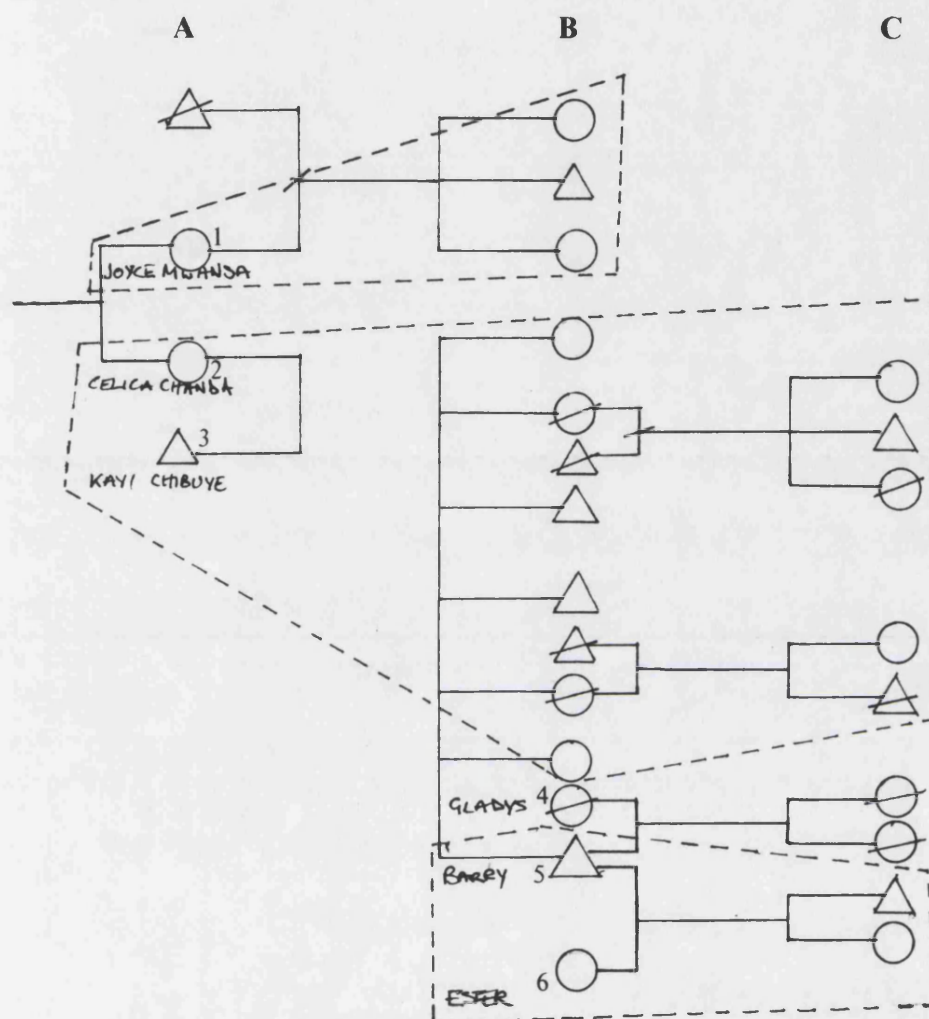 A B C
1
JOYCE MWANSA
2
CELICA CHANDA
3
KAYI CHIBUYE
GLADYS 4
BARRY 5
6
ESTER